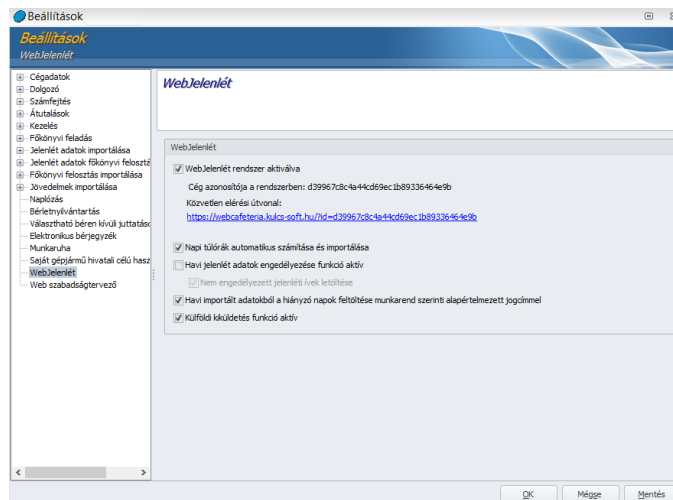 Beállítások
Beállítások
WebJelenlét
Cégadatok
Dolgozó
Számfejtés
Átutalások
Kezelés
Főkönyvi feladás
Jelenlét adatok importálása
Jelenlét adatok főkönyvi felosztá
Főkönyvi felosztás importálása
Jövedelmek importálása
Naplózás
Bérletnyilvántartás
Választható béren kívüli juttatáso
Elektronikus bérjegyzék
Munkaruha
Saját gépjármű hivatali célú hasz
WebJelenlét
Web szabadságtervező
WebJelenlét
WebJelenlét
WebJelenlét rendszer aktiválva
Cég azonosítója a rendszerben: d39967c8c4a44cd69ec1b89336464e9b
Közvetlen elérési útvonal:
https://webcafeteria.kulcs-soft.hu/?id=d39967c8c4a44cd69ec1b89336464e9b
Napi túlórák automatikus számítása és importálása
Havi jelenlét adatok engedélyezése funkció aktív
Nem engedélyezett jelenléti ívek letöltése
Havi importált adatokból a hiányzó napok feltöltése munkarend szerinti alapértelmezett jogcímmel
Külföldi kiküldetés funkció aktív
OK
Mégse
Mentés